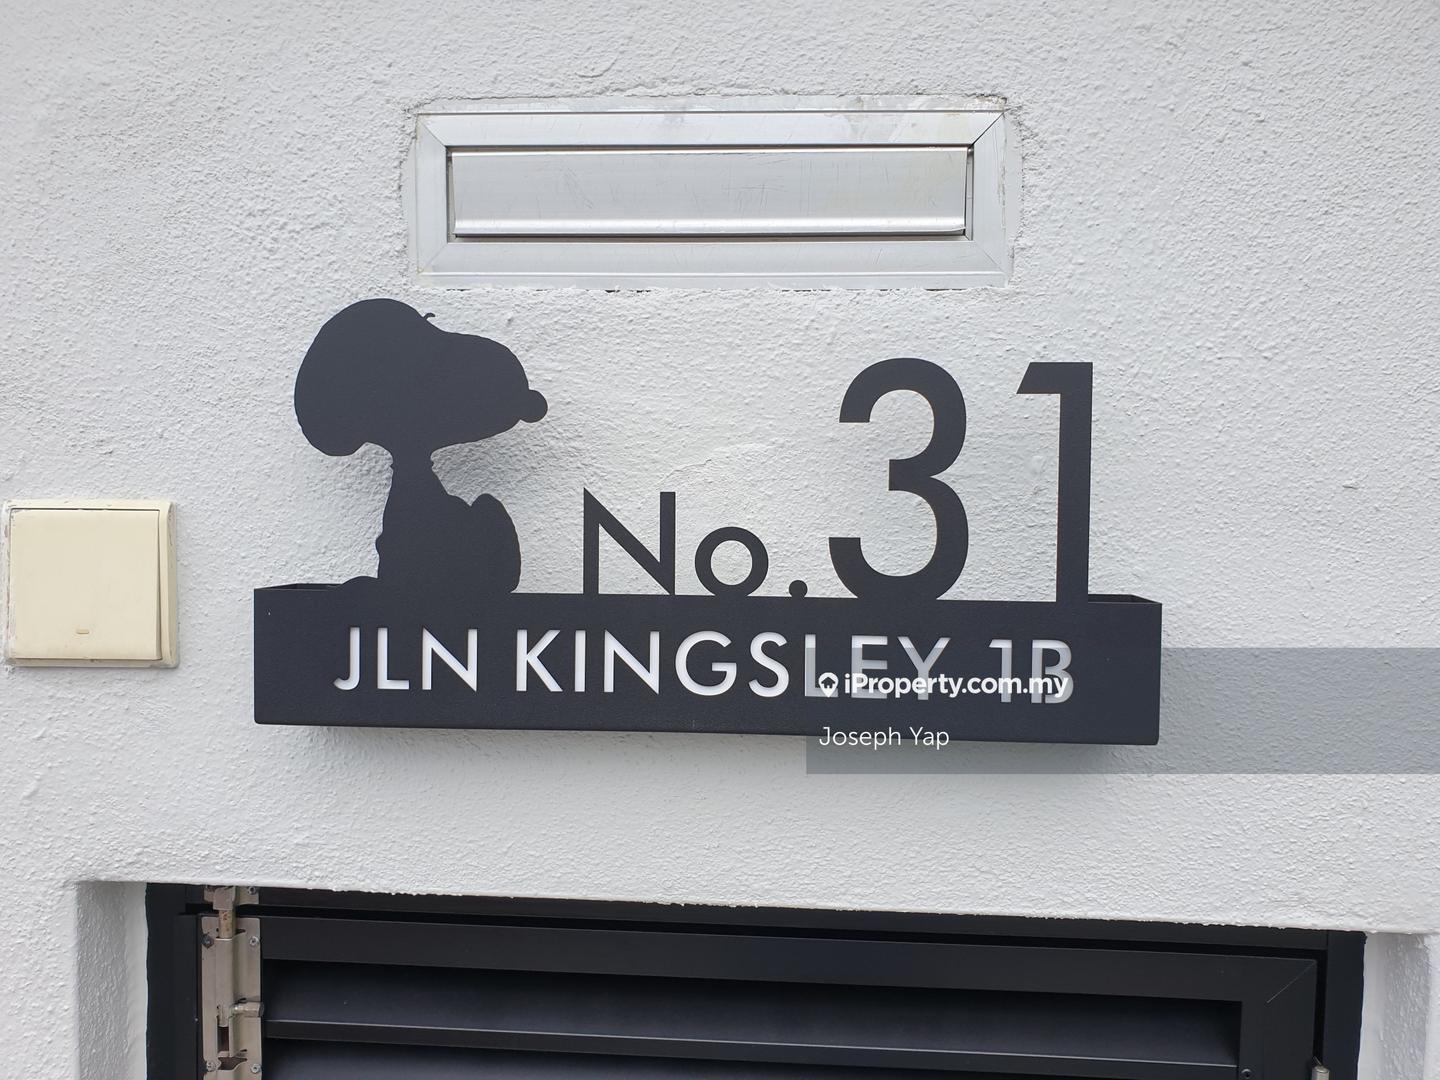 No. 31
JLN KINGSLEY 1B
iProperty.com.my
Joseph Yap